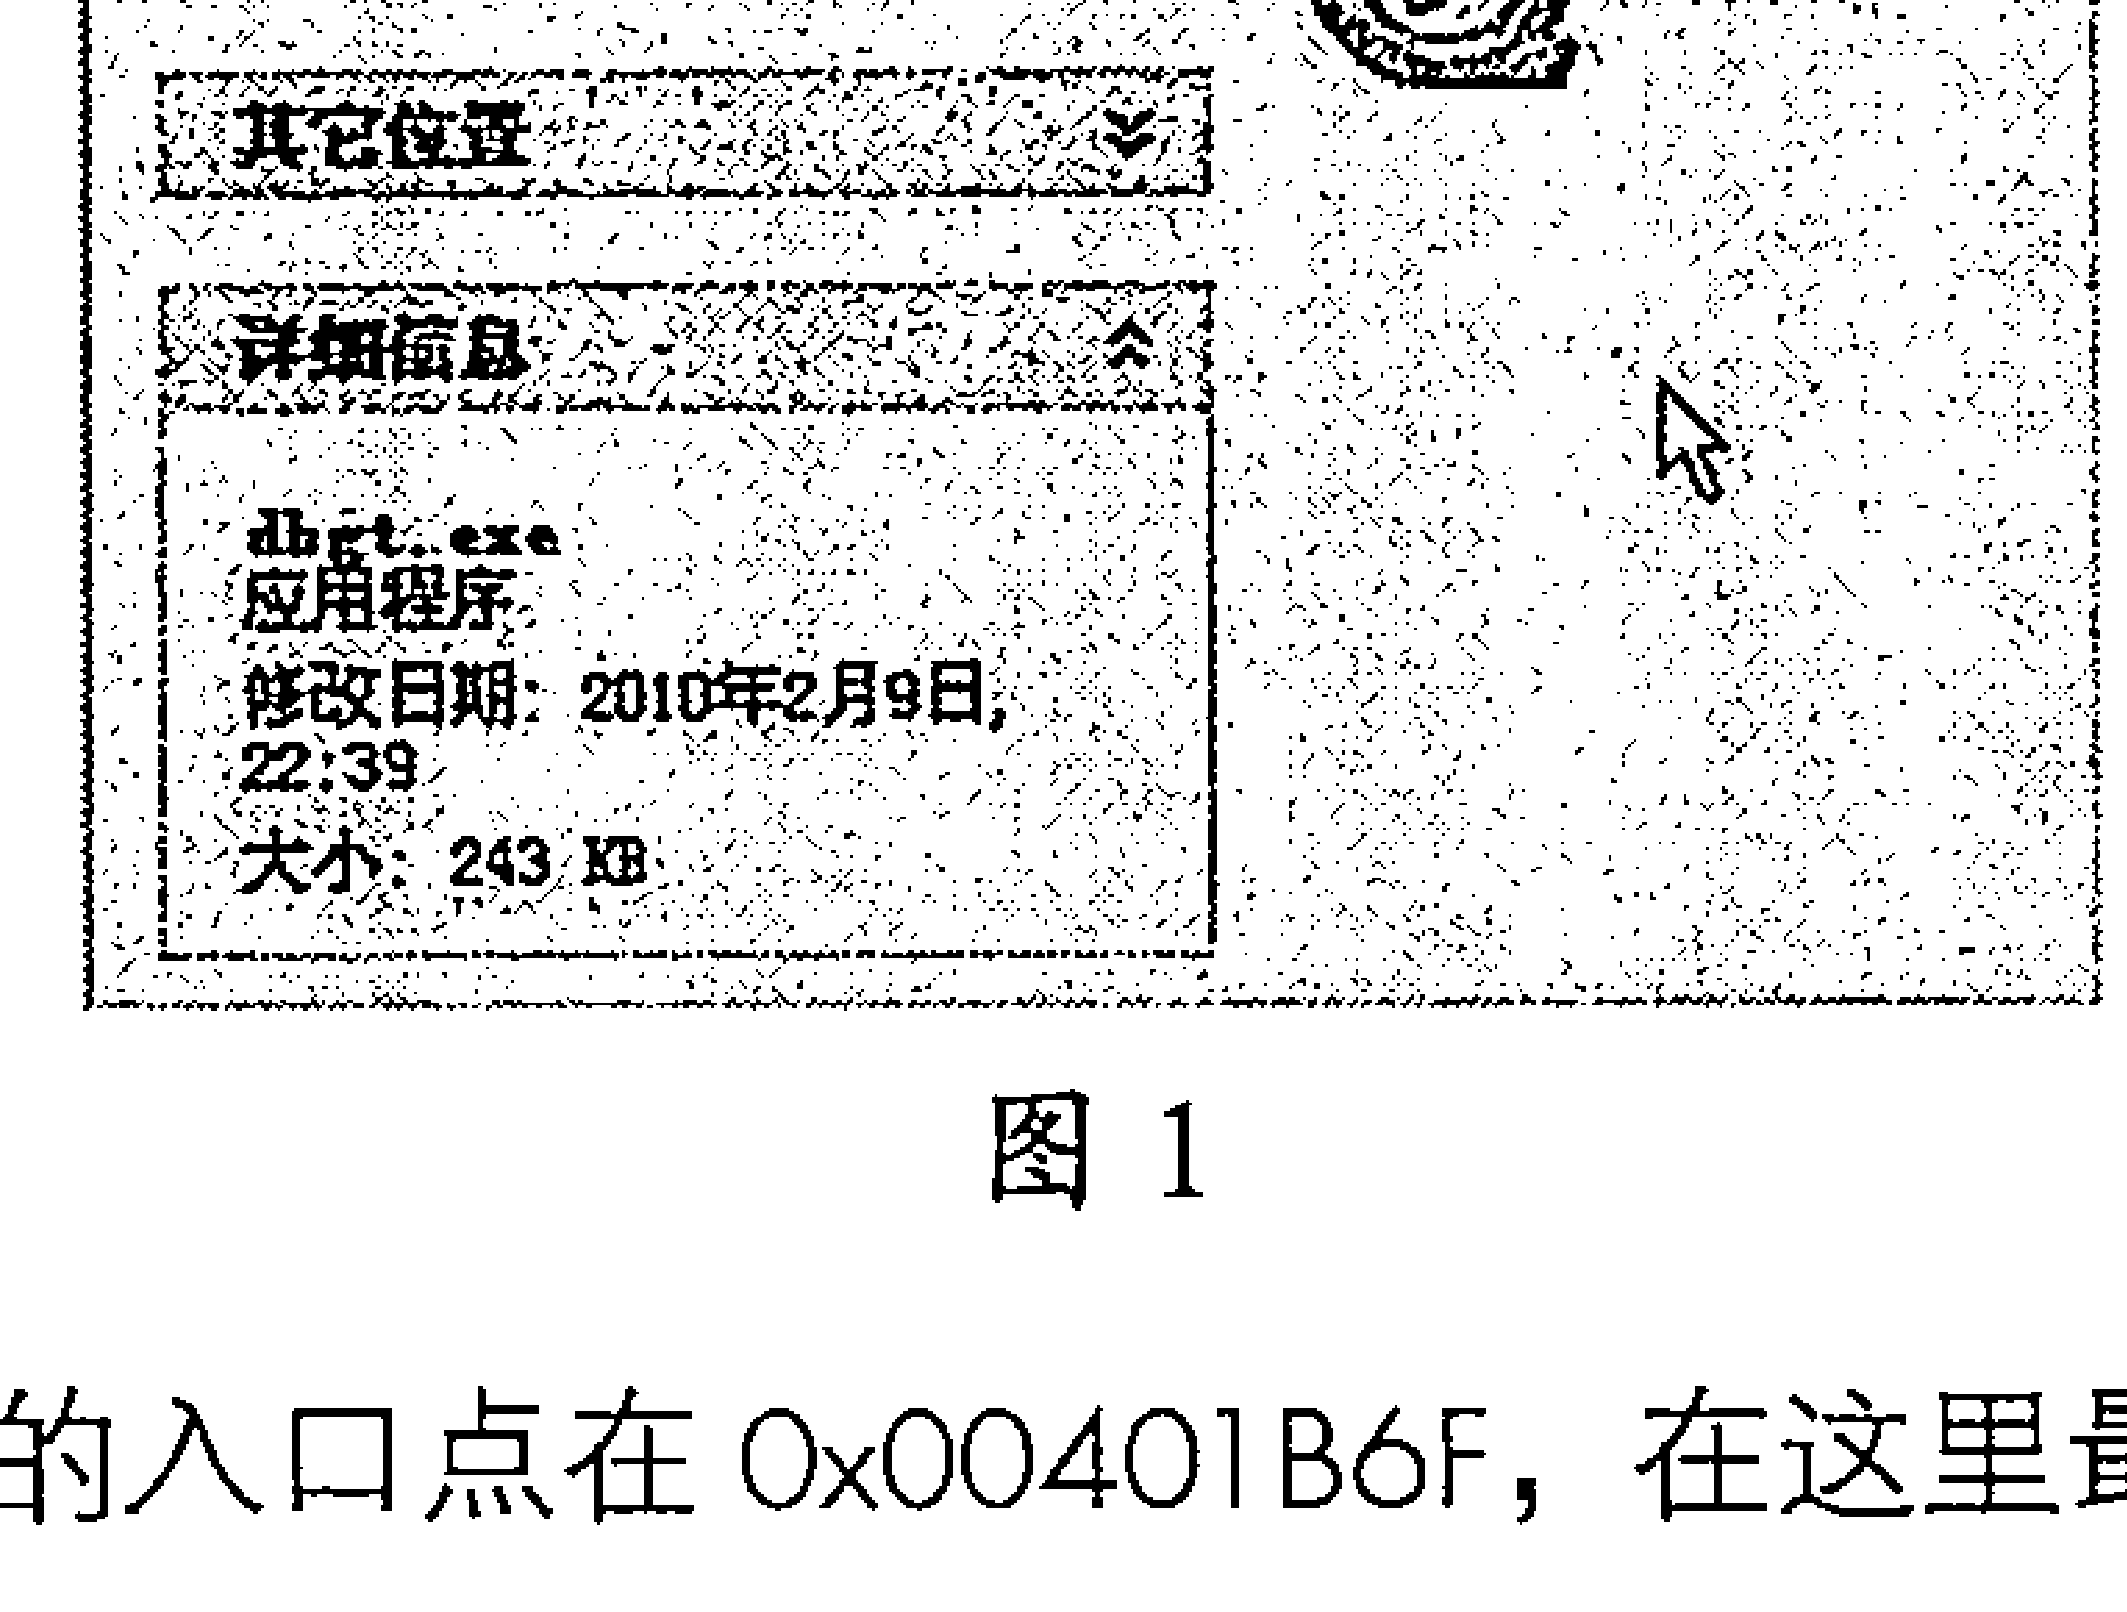 其它位置
详细信息
dbgt.exe
应用程序
修改日期: 2010年2月9日,
22:39
大小: 243 KB
图 1
的入口点在 0x00401B6F，在这里最